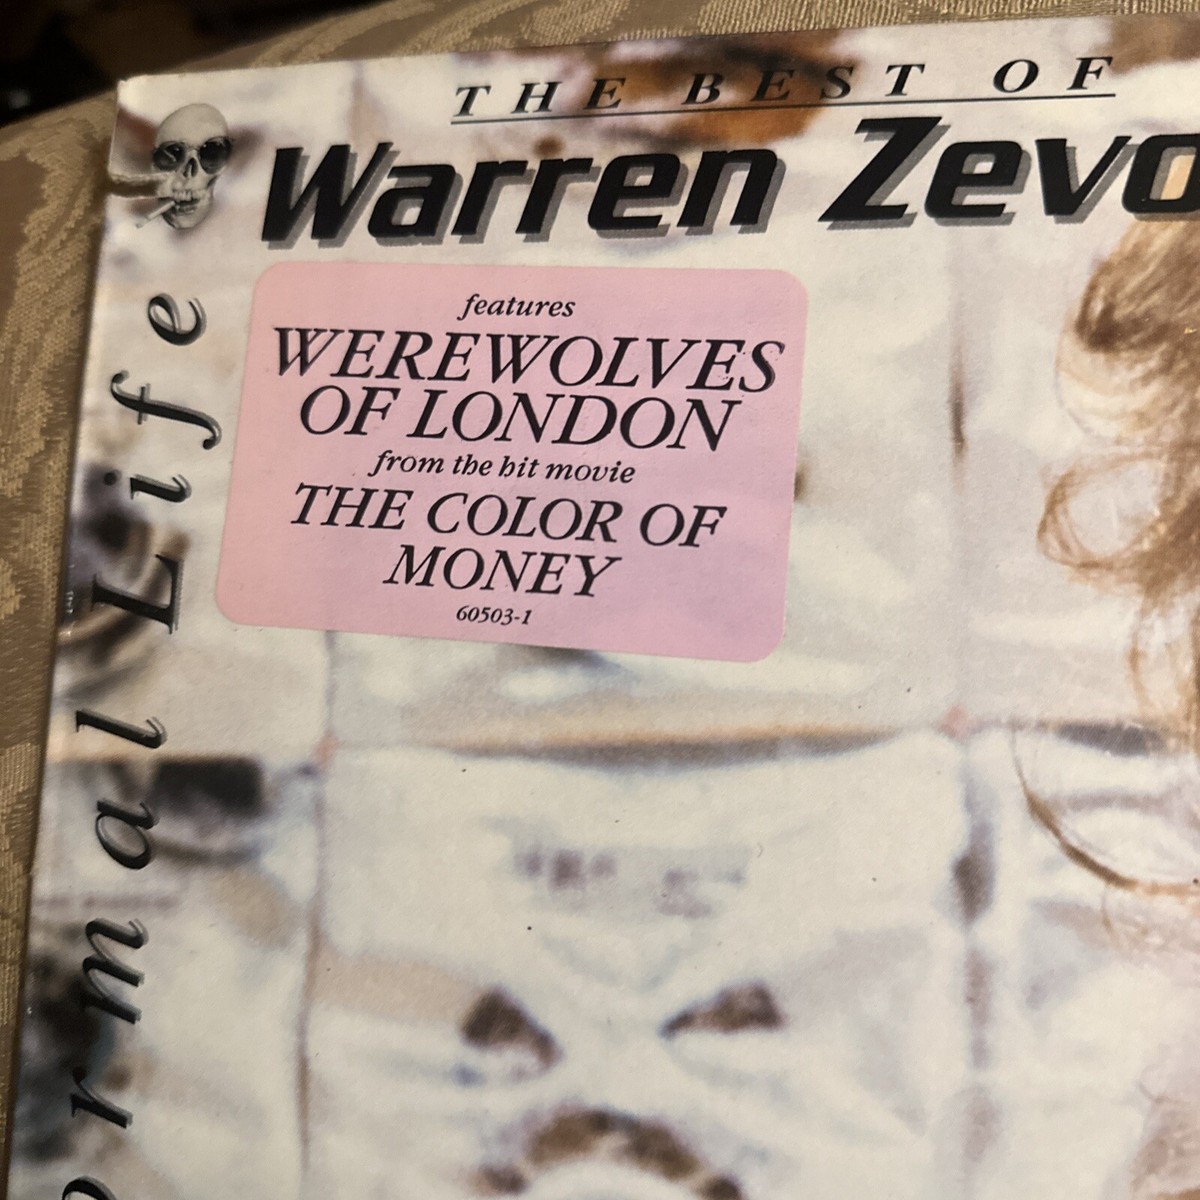 THE BEST OF
Warren Zevo
features
WEREWOLVES
OF LONDON
from the hit movie
THE COLOR OF
MONEY
60503-1
ormal Life